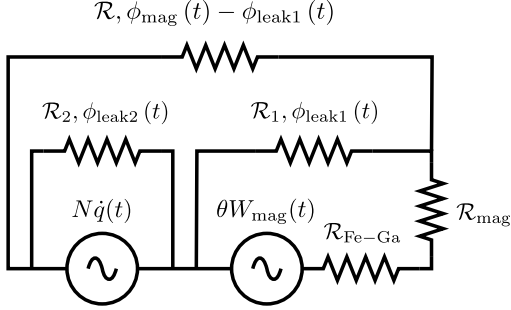 ℛ, ϕ_mag (t) − ϕ_leak1 (t)
ℛ_2, ϕ_leak2 (t)
ℛ_1, ϕ_leak1 (t)
Nq̇(t)
θW_mag(t)
ℛ_Fe−Ga
ℛ_mag